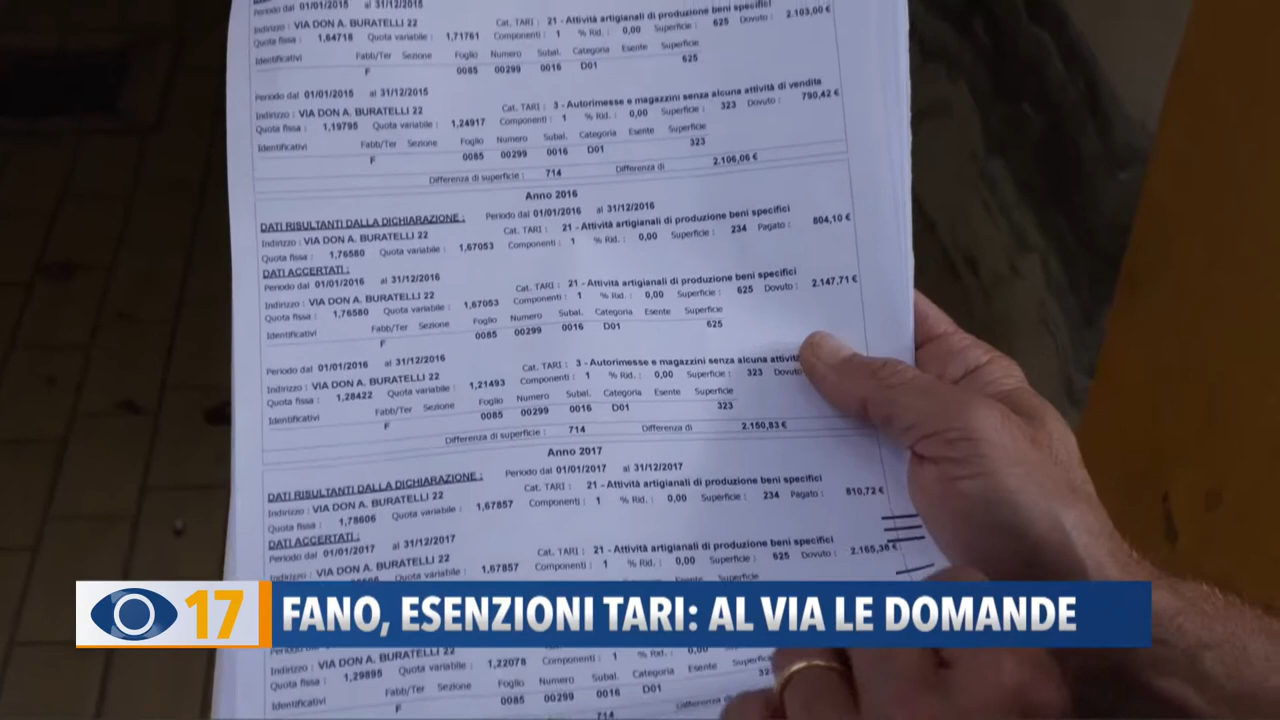 Periodo dal 01/01/2015 al 31/12/2015
Indirizzo : VIA DON A. BURATELLI 22 Cat. TARI : 21 - Attività artigianali di produzione beni specifici
Quota fissa : 1,64718 Quota variabile : 1,71761 Componenti : 1 % Rid. : 0,00 Superficie : 625 Dovuto : 2.103,00 €
Identificativi Fabb/Ter Sezione Foglio Numero Subal. Categoria Esente Superficie
F 0085 00299 0016 D01 625
Periodo dal 01/01/2015 al 31/12/2015
Indirizzo : VIA DON A. BURATELLI 22 Cat. TARI : 3 - Autorimesse e magazzini senza alcuna attività di vendita
Quota fissa : 1,19795 Quota variabile : 1,24917 Componenti : 1 % Rid. : 0,00 Superficie : 323 Dovuto : 790,42 €
Identificativi Fabb/Ter Sezione Foglio Numero Subal. Categoria Esente Superficie
F 0085 00299 0016 D01 323
Differenza di superficie : 714 Differenza di 2.106,06 €
Anno 2016
DATI RISULTANTI DALLA DICHIARAZIONE : Periodo dal 01/01/2016 al 31/12/2016
Indirizzo : VIA DON A. BURATELLI 22 Cat. TARI : 21 - Attività artigianali di produzione beni specifici
Quota fissa : 1,76580 Quota variabile : 1,67053 Componenti : 1 % Rid. : 0,00 Superficie : 234 Pagato : 804,10 €
DATI ACCERTATI :
Periodo dal 01/01/2016 al 31/12/2016
Indirizzo : VIA DON A. BURATELLI 22 Cat. TARI : 21 - Attività artigianali di produzione beni specifici
Quota fissa : 1,76580 Quota variabile : 1,67053 Componenti : 1 % Rid. : 0,00 Superficie : 625 Dovuto : 2.147,71 €
Identificativi Fabb/Ter Sezione Foglio Numero Subal. Categoria Esente Superficie
F 0085 00299 0016 D01 625
Periodo dal 01/01/2016 al 31/12/2016
Indirizzo : VIA DON A. BURATELLI 22 Cat. TARI : 3 - Autorimesse e magazzini senza alcuna attività
Quota fissa : 1,28422 Quota variabile : 1,21493 Componenti : 1 % Rid. : 0,00 Superficie : 323 Dovuto
Identificativi Fabb/Ter Sezione Foglio Numero Subal. Categoria Esente Superficie
F 0085 00299 0016 D01 323
Differenza di superficie : 714 Differenza di 2.150,83 €
Anno 2017
DATI RISULTANTI DALLA DICHIARAZIONE : Periodo dal 01/01/2017 al 31/12/2017
Indirizzo : VIA DON A. BURATELLI 22 Cat. TARI : 21 - Attività artigianali di produzione beni specifici
Quota fissa : 1,78606 Quota variabile : 1,67857 Componenti : 1 % Rid. : 0,00 Superficie : 234 Pagato : 810,72 €
DATI ACCERTATI :
Periodo dal 01/01/2017 al 31/12/2017
Indirizzo : VIA DON A. BURATELLI 22 Cat. TARI : 21 - Attività artigianali di produzione beni specifici
Quota variabile : 1,67857 Componenti : 1 % Rid. : 0,00 Superficie : 625 Dovuto : 2.165,38 €
Esente Superficie
17 FANO, ESENZIONI TARI: AL VIA LE DOMANDE
Indirizzo : VIA DON A. BURATELLI 22
Quota fissa : 1,29895 Quota variabile : 1,22078 Componenti : 1 % Rid. : 0,00
Identificativi Fabb/Ter Sezione Foglio Numero Subal. Categoria Esente
F 0085 00299 0016 D01
714